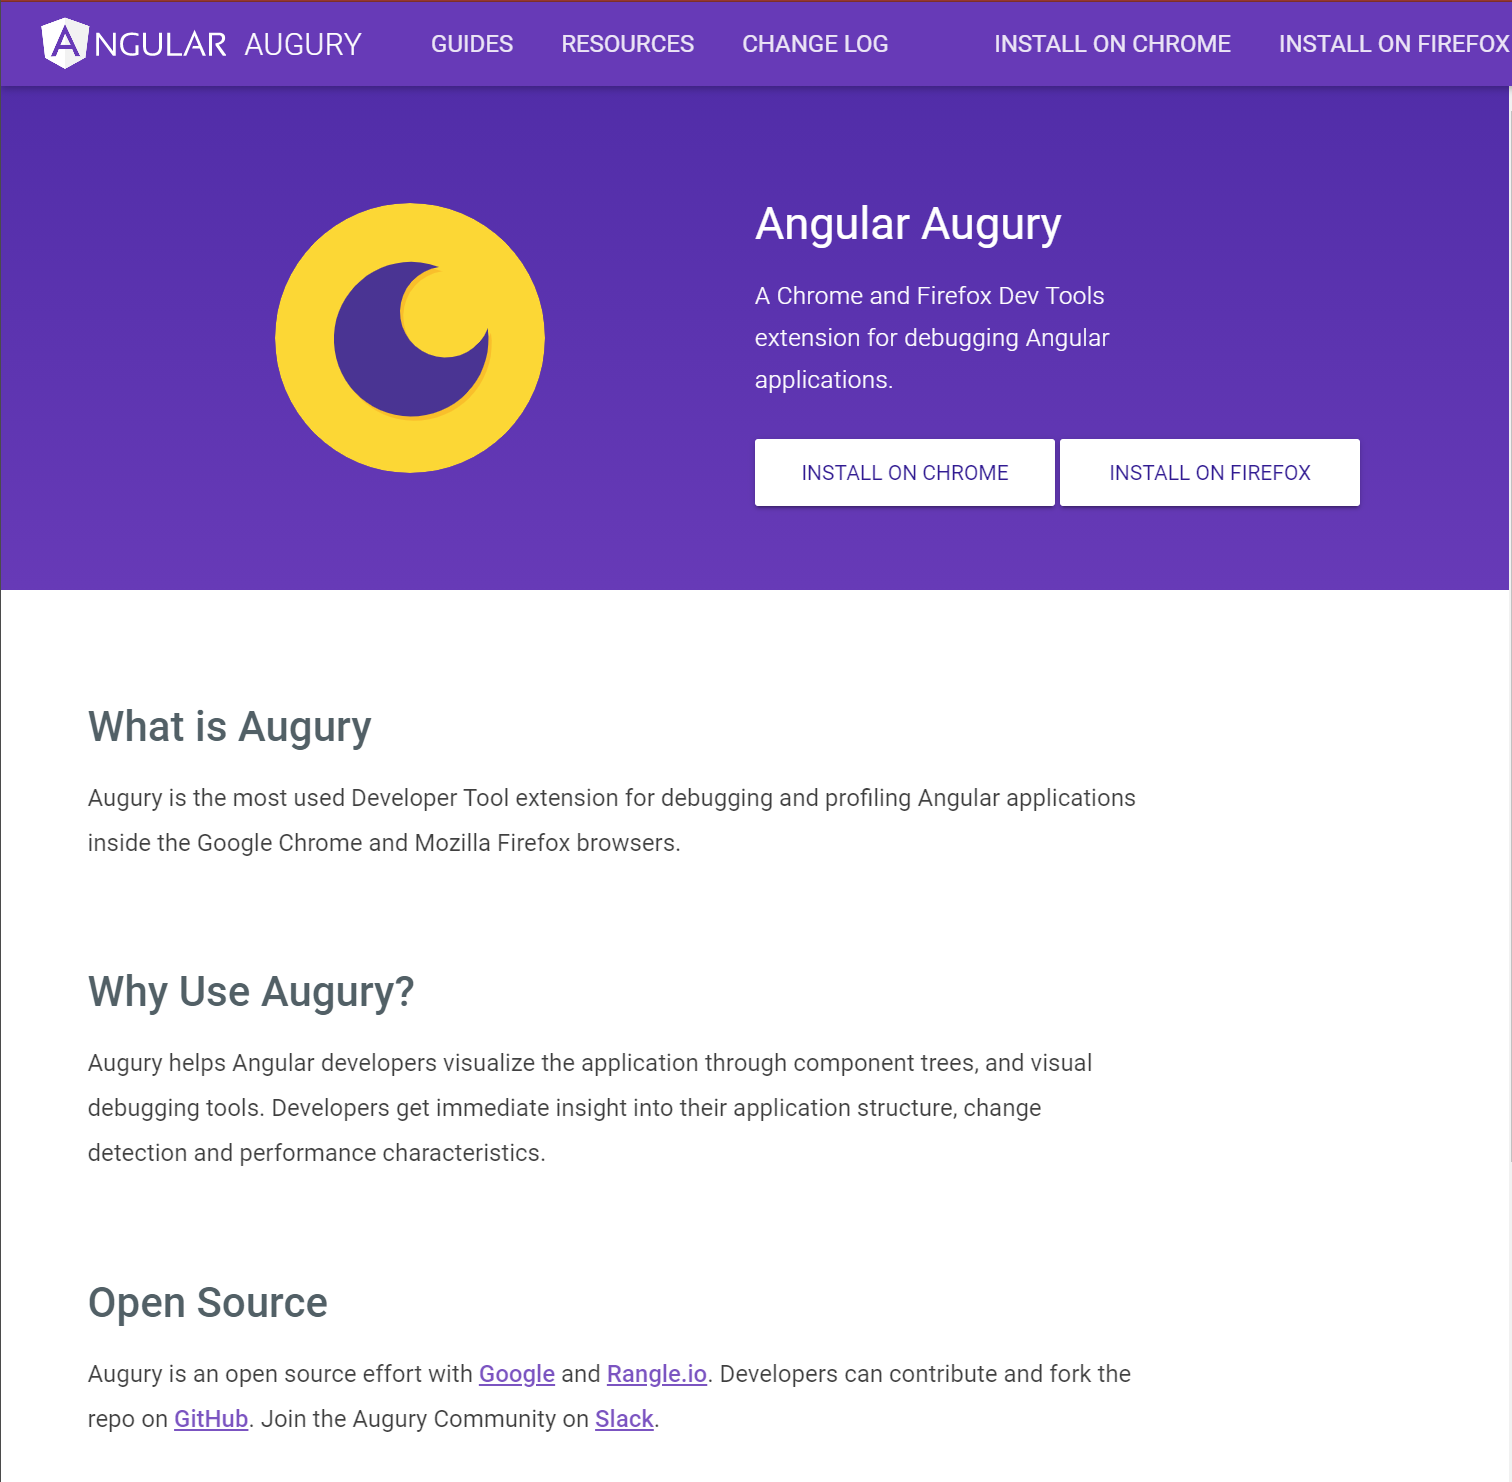 ANGULAR AUGURY GUIDES RESOURCES CHANGE LOG INSTALL ON CHROME INSTALL ON FIREFOX
Angular Augury
A Chrome and Firefox Dev Tools
extension for debugging Angular
applications.
INSTALL ON CHROME INSTALL ON FIREFOX
What is Augury
Augury is the most used Developer Tool extension for debugging and profiling Angular applications
inside the Google Chrome and Mozilla Firefox browsers.
Why Use Augury?
Augury helps Angular developers visualize the application through component trees, and visual
debugging tools. Developers get immediate insight into their application structure, change
detection and performance characteristics.
Open Source
Augury is an open source effort with Google and Rangle.io. Developers can contribute and fork the
repo on GitHub. Join the Augury Community on Slack.